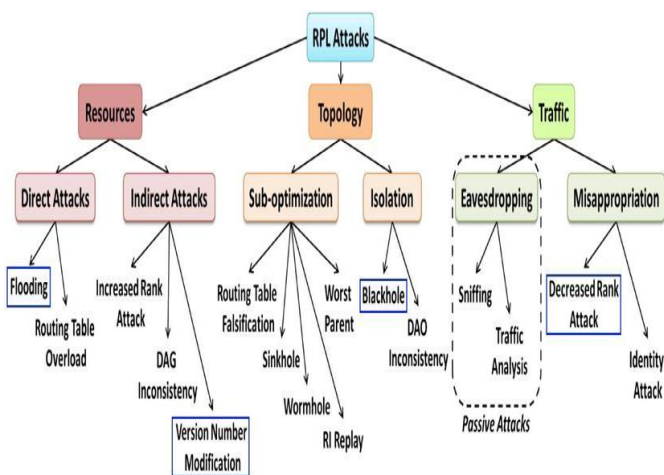 RPL Attacks
Resources
Topology
Traffic
Direct Attacks
Indirect Attacks
Sub-optimization
Isolation
Eavesdropping
Misappropriation
Flooding
Routing Table
Overload
Increased Rank
Attack
DAG
Inconsistency
Version Number
Modification
Routing Table
Falsification
Sinkhole
Wormhole
RI Replay
Worst
Parent
Blackhole
DAO
Inconsistency
Sniffing
Traffic
Analysis
Passive Attacks
Decreased Rank
Attack
Identity
Attack